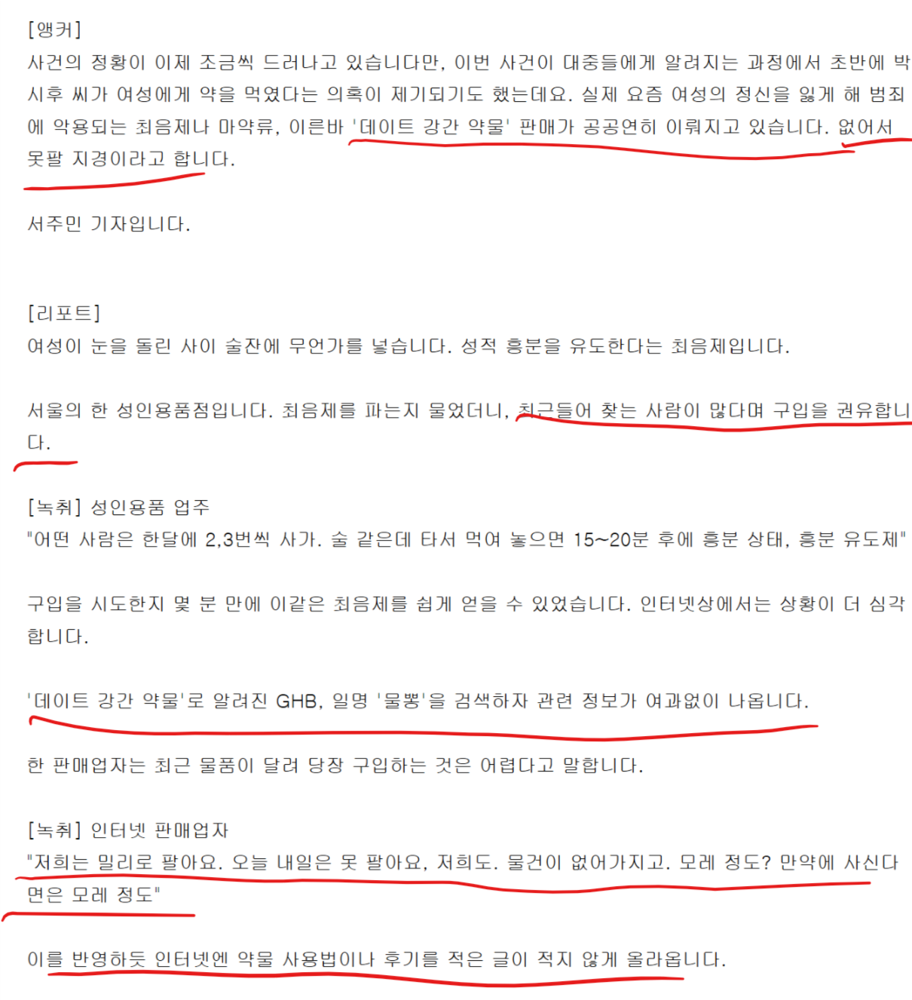 [앵커]
사건의 정황이 이제 조금씩 드러나고 있습니다만, 이번 사건이 대중들에게 알려지는 과정에서 초반에 박
시후 씨가 여성에게 약을 먹였다는 의혹이 제기되기도 했는데요. 실제 요즘 여성의 정신을 잃게 해 범죄
에 악용되는 최음제나 마약류, 이른바 '데이트 강간 약물' 판매가 공공연히 이뤄지고 있습니다. 없어서
못팔 지경이라고 합니다.
서주민 기자입니다.
[리포트]
여성이 눈을 돌린 사이 술잔에 무언가를 넣습니다. 성적 흥분을 유도한다는 최음제입니다.
서울의 한 성인용품점입니다. 최음제를 파는지 물었더니, 최근들어 찾는 사람이 많다며 구입을 권유합니
다.
[녹취] 성인용품 업주
"어떤 사람은 한달에 2,3번씩 사가. 술 같은데 타서 먹여 놓으면 15~20분 후에 흥분 상태, 흥분 유도제"
구입을 시도한지 몇 분 만에 이같은 최음제를 쉽게 얻을 수 있었습니다. 인터넷상에서는 상황이 더 심각
합니다.
'데이트 강간 약물'로 알려진 GHB, 일명 '물뽕'을 검색하자 관련 정보가 여과없이 나옵니다.
한 판매업자는 최근 물품이 달려 당장 구입하는 것은 어렵다고 말합니다.
[녹취] 인터넷 판매업자
"저희는 밀리로 팔아요. 오늘 내일은 못 팔아요, 저희도. 물건이 없어가지고. 모레 정도? 만약에 사신다
면은 모레 정도"
이를 반영하듯 인터넷엔 약물 사용법이나 후기를 적은 글이 적지 않게 올라옵니다.